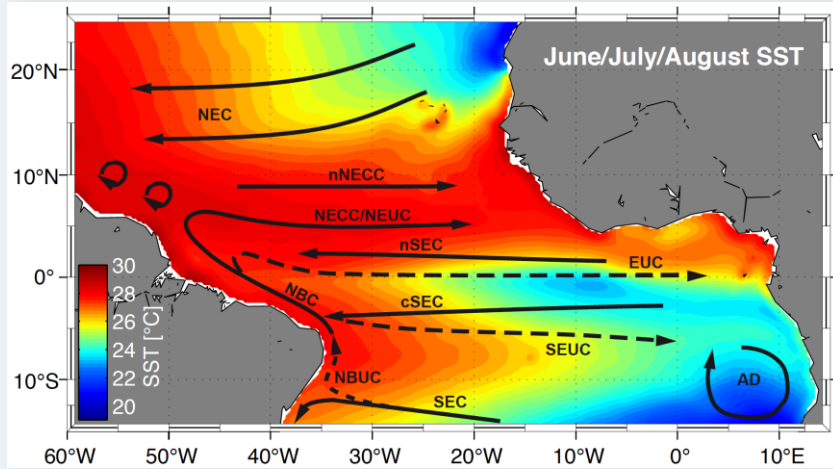 June/July/August SST
20°N
NEC
10°N
nNECC
NECC/NEUC
nSEC
EUC
0°
30
28
26
24
22
20
SST [°C]
NBC
cSEC
SEUC
10°S
NBUC
SEC
AD
60°W
50°W
40°W
30°W
20°W
10°W
0°
10°E